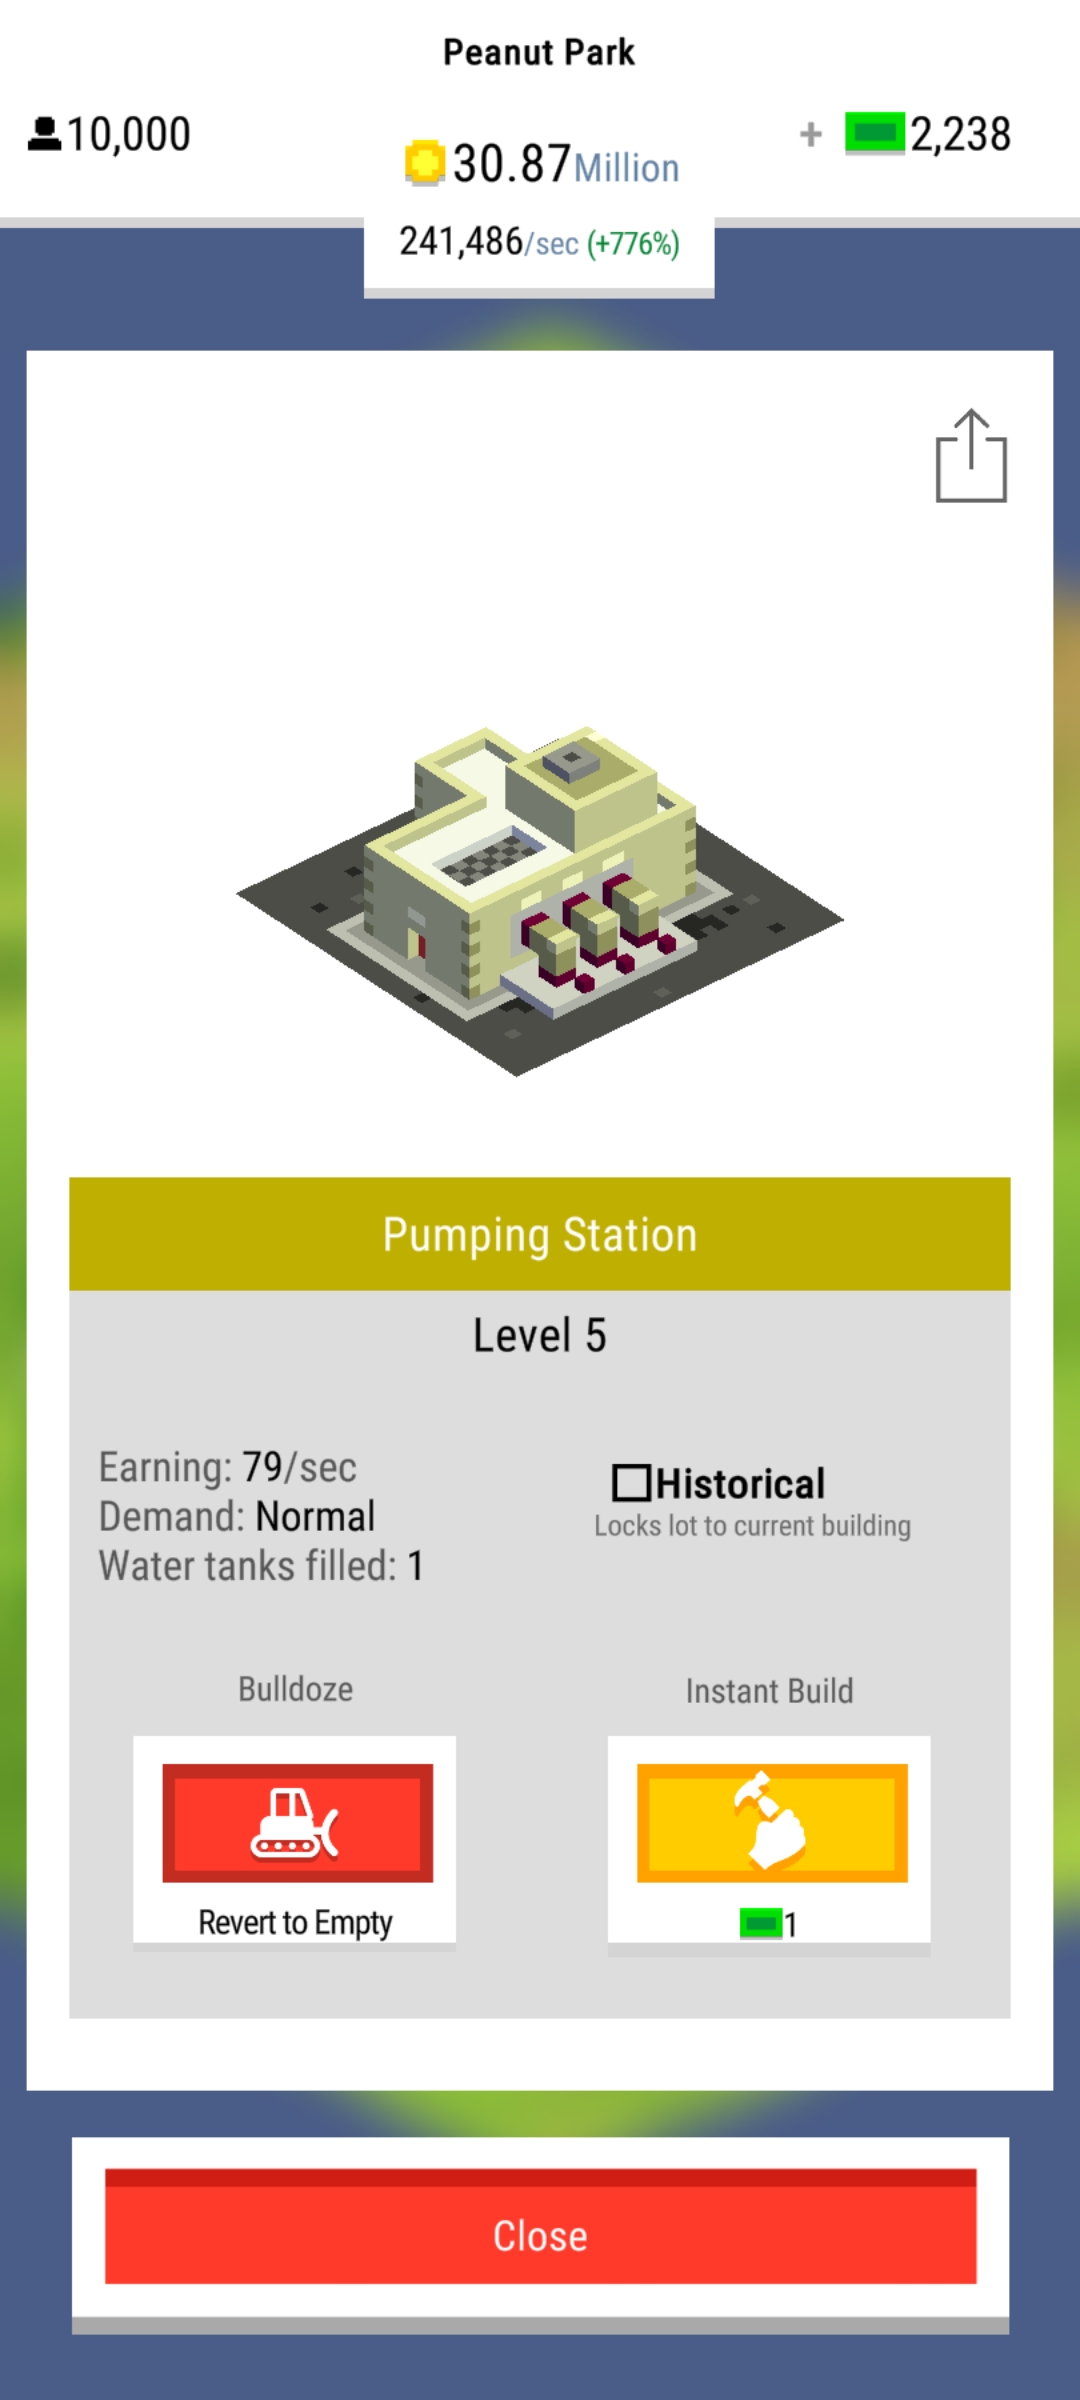 Peanut Park
10,000
30.87Million
+ 2,238
241,486/sec (+776%)
Pumping Station
Level 5
Earning: 79/sec
Demand: Normal
Water tanks filled: 1
Historical
Locks lot to current building
Bulldoze
Revert to Empty
Instant Build
1
Close